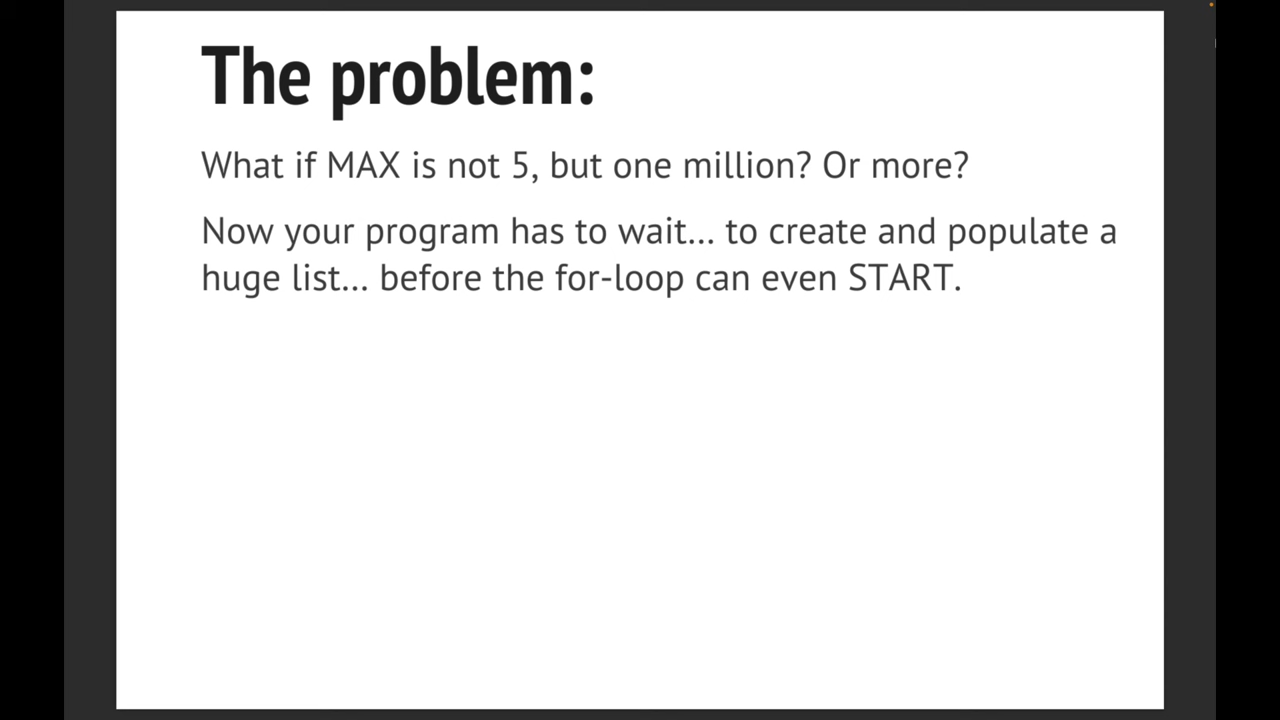 The problem:
What if MAX is not 5, but one million? Or more?
Now your program has to wait... to create and populate a
huge list... before the for-loop can even START.